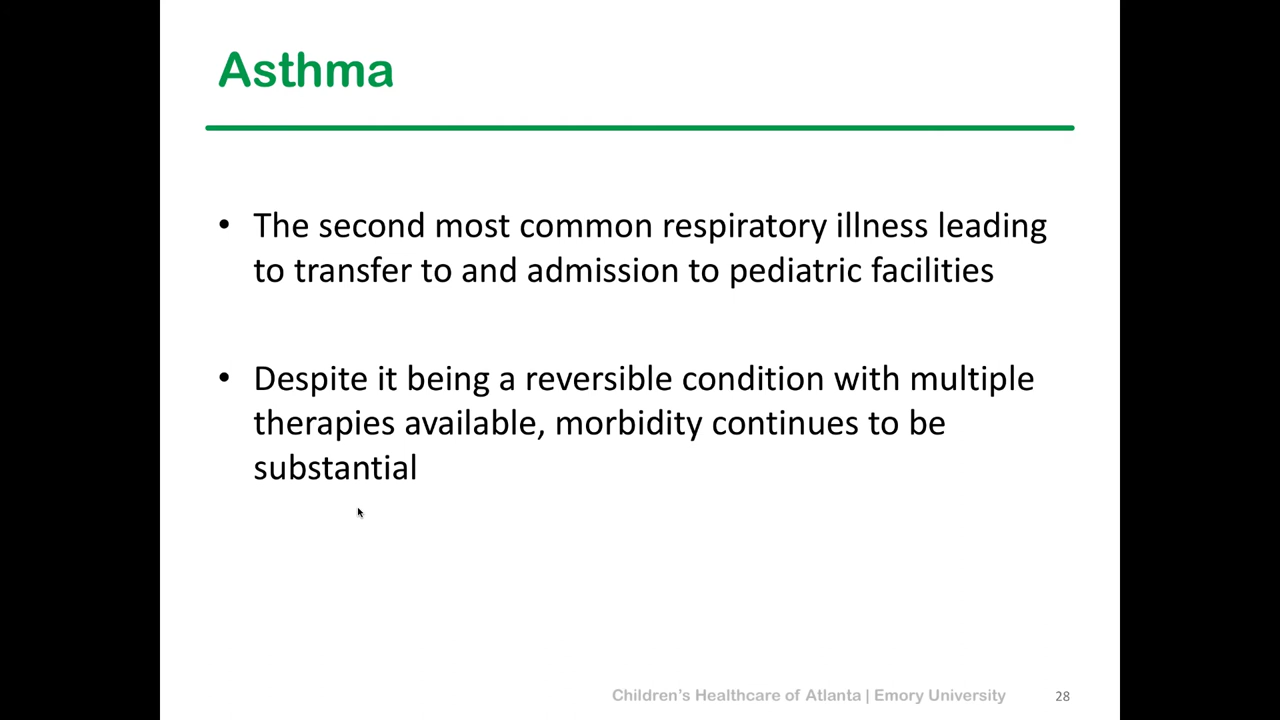 Asthma
• The second most common respiratory illness leading
to transfer to and admission to pediatric facilities
• Despite it being a reversible condition with multiple
therapies available, morbidity continues to be
substantial
Children's Healthcare of Atlanta | Emory University 28